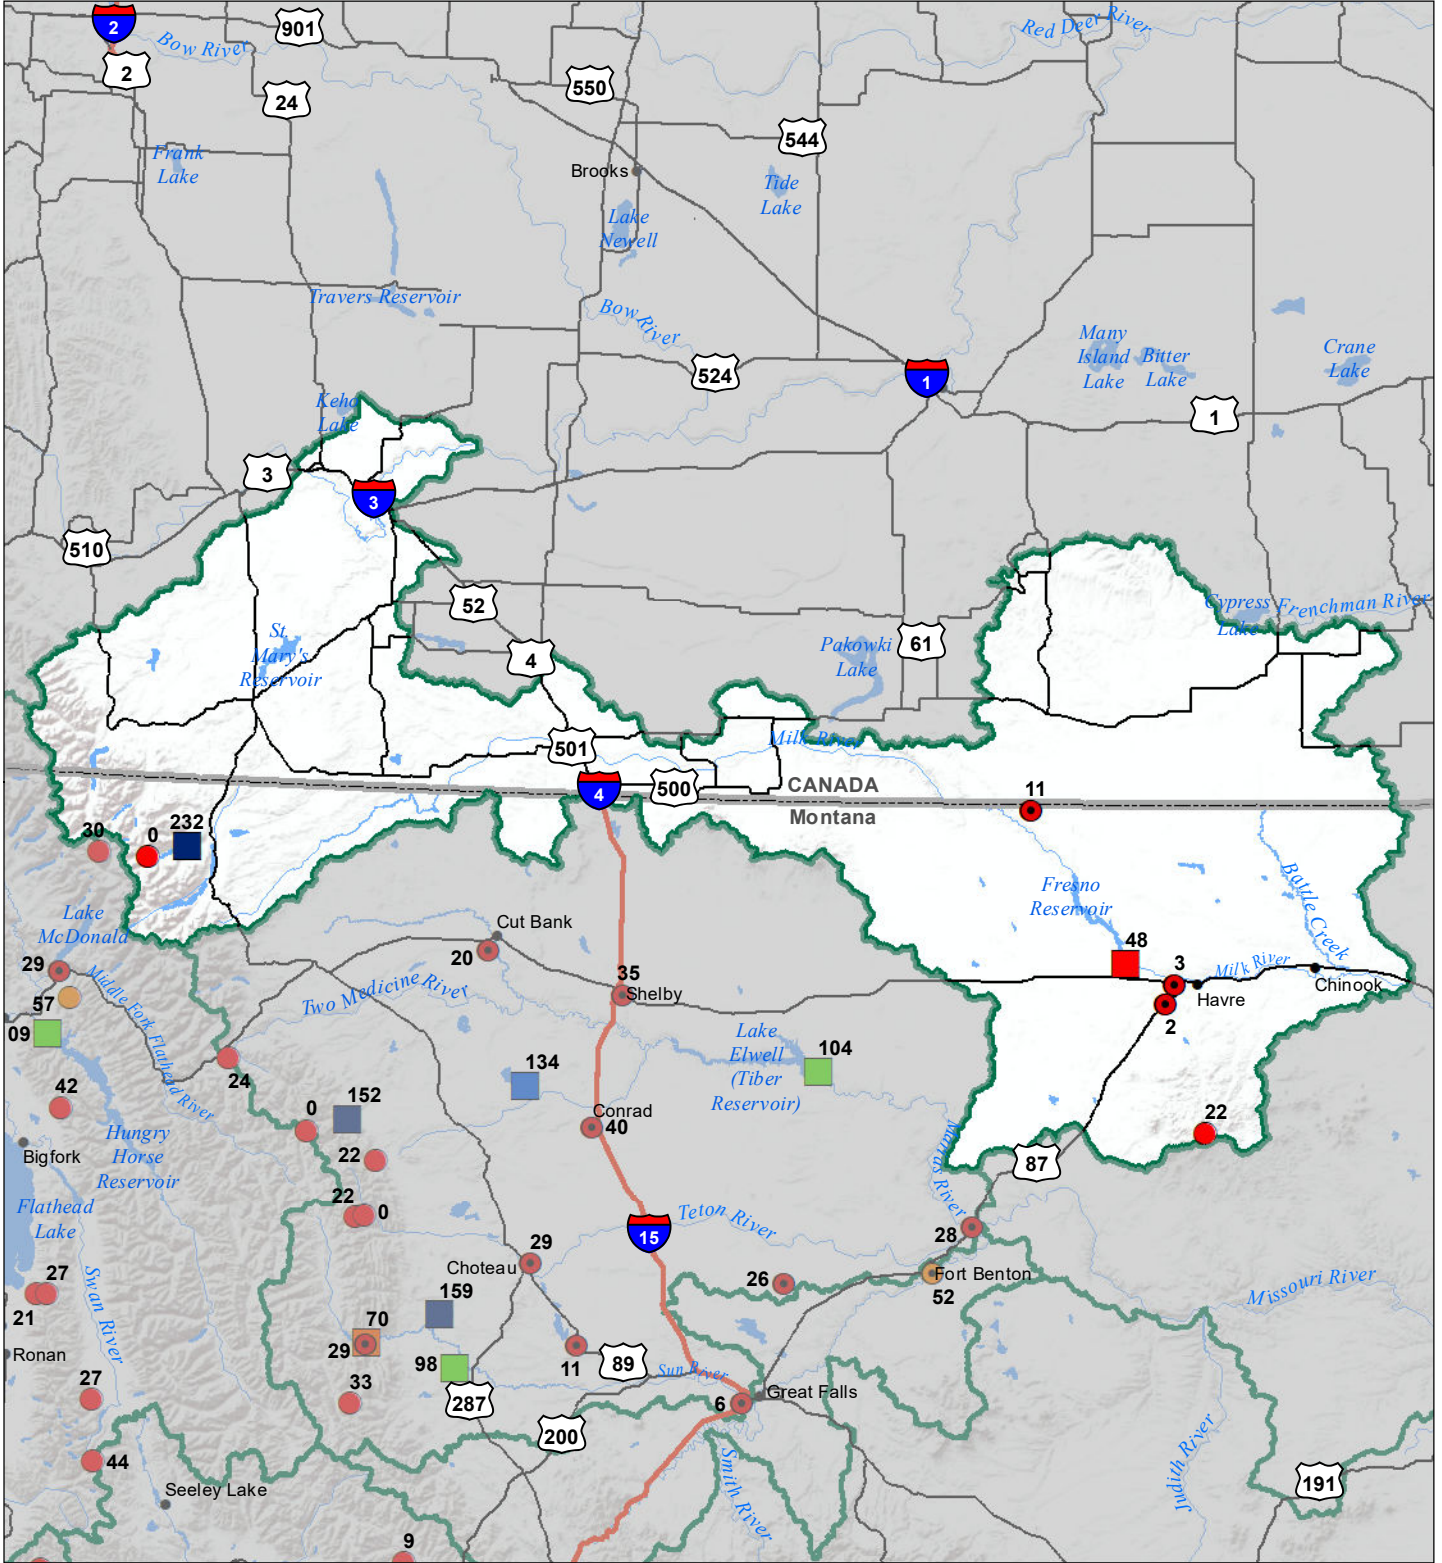 2
901
Bow River
Red Deer River
2
24
550
544
Frank
Lake
Brooks
Tide
Lake
Lake
Newell
Travers Reservoir
Bow River
Many
Island
Lake
Bitter
Lake
Crane
Lake
524
1
1
Keho
Lake
3
3
510
52
Cypress
Lake
Frenchman River
St.
Mary's
Reservoir
4
Pakowki
Lake
61
501
Milk River
4
500
CANADA
Montana
11
30
0
232
Fresno
Reservoir
Battle Creek
Lake
McDonald
Cut Bank
20
48
3
Milk River
Havre
Chinook
2
29
57
09
Middle Fork Flathead River
Two Medicine River
35
Shelby
Lake
Elwell
(Tiber
Reservoir)
104
134
24
42
0
152
22
Conrad
40
Hungry
Horse
Reservoir
Bigfork
Marias River
87
22
Flathead
Lake
22
0
15
Teton River
28
Choteau
29
26
Fort Benton
52
Missouri River
27
21
Swan River
159
70
29
98
11
89
Sun River
Ronan
27
33
287
Great Falls
6
200
44
Seeley Lake
Smith River
Judith River
191
9